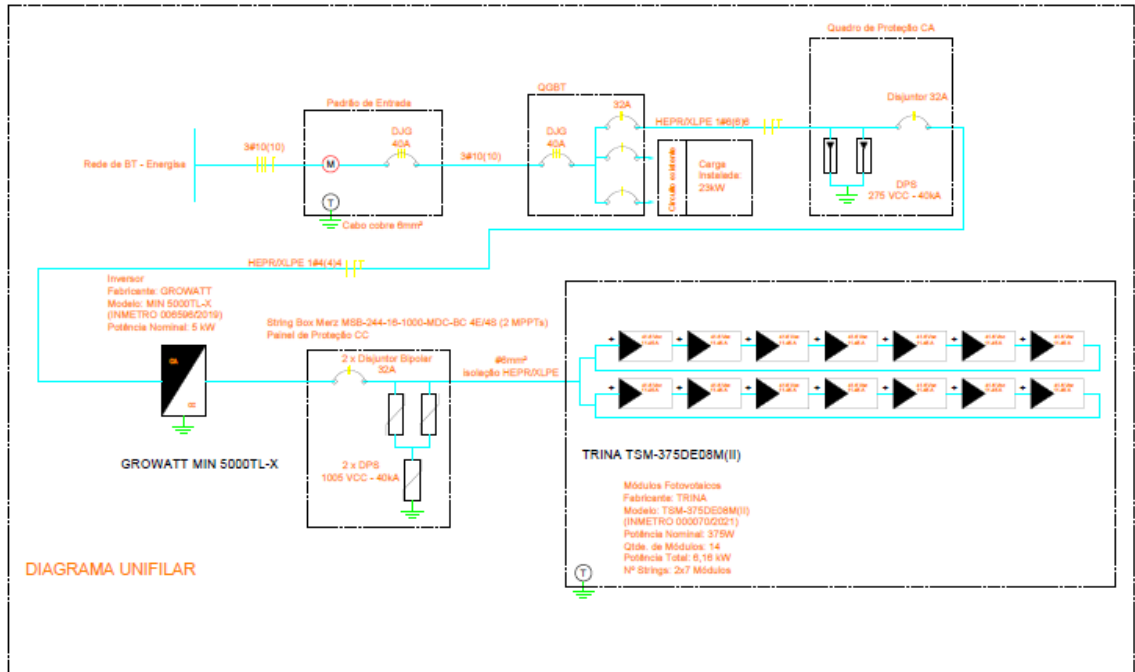 Quadro de Proteção CA
Padrão de Entrada
QGBT
32A
Disjuntor 32A
DJG
40A
DJG
40A
HEPR/XLPE 1#6(6)6
3#10(10)
3#10(10)
Rede de BT - Energisa
M
Circuito existente
Carga
Instalada:
23kW
T
Cabo cobre 6mm²
DPS
275 VCC - 40kA
HEPR/XLPE 1#4(4)4
Inversor
Fabricante: GROWATT
Modelo: MIN 5000TL-X
(INMETRO 006596/2019)
Potência Nominal: 5 kW
String Box Merz MSB-244-16-1000-MDC-BC 4E/4S (2 MPPTs)
Painel de Proteção CC
2 x Disjuntor Bipolar
32A
#6mm²
isolação HEPR/XLPE
CA
CC
GROWATT MIN 5000TL-X
2 x DPS
1005 VCC - 40kA
TRINA TSM-375DE08M(II)
Módulos Fotovoltaicos
Fabricante: TRINA
Modelo: TSM-375DE08M(II)
(INMETRO 000070/2021)
Potência Nominal: 375W
Qtde. de Módulos: 14
Potência Total: 6,16 kW
Nº Strings: 2x7 Módulos
T
DIAGRAMA UNIFILAR